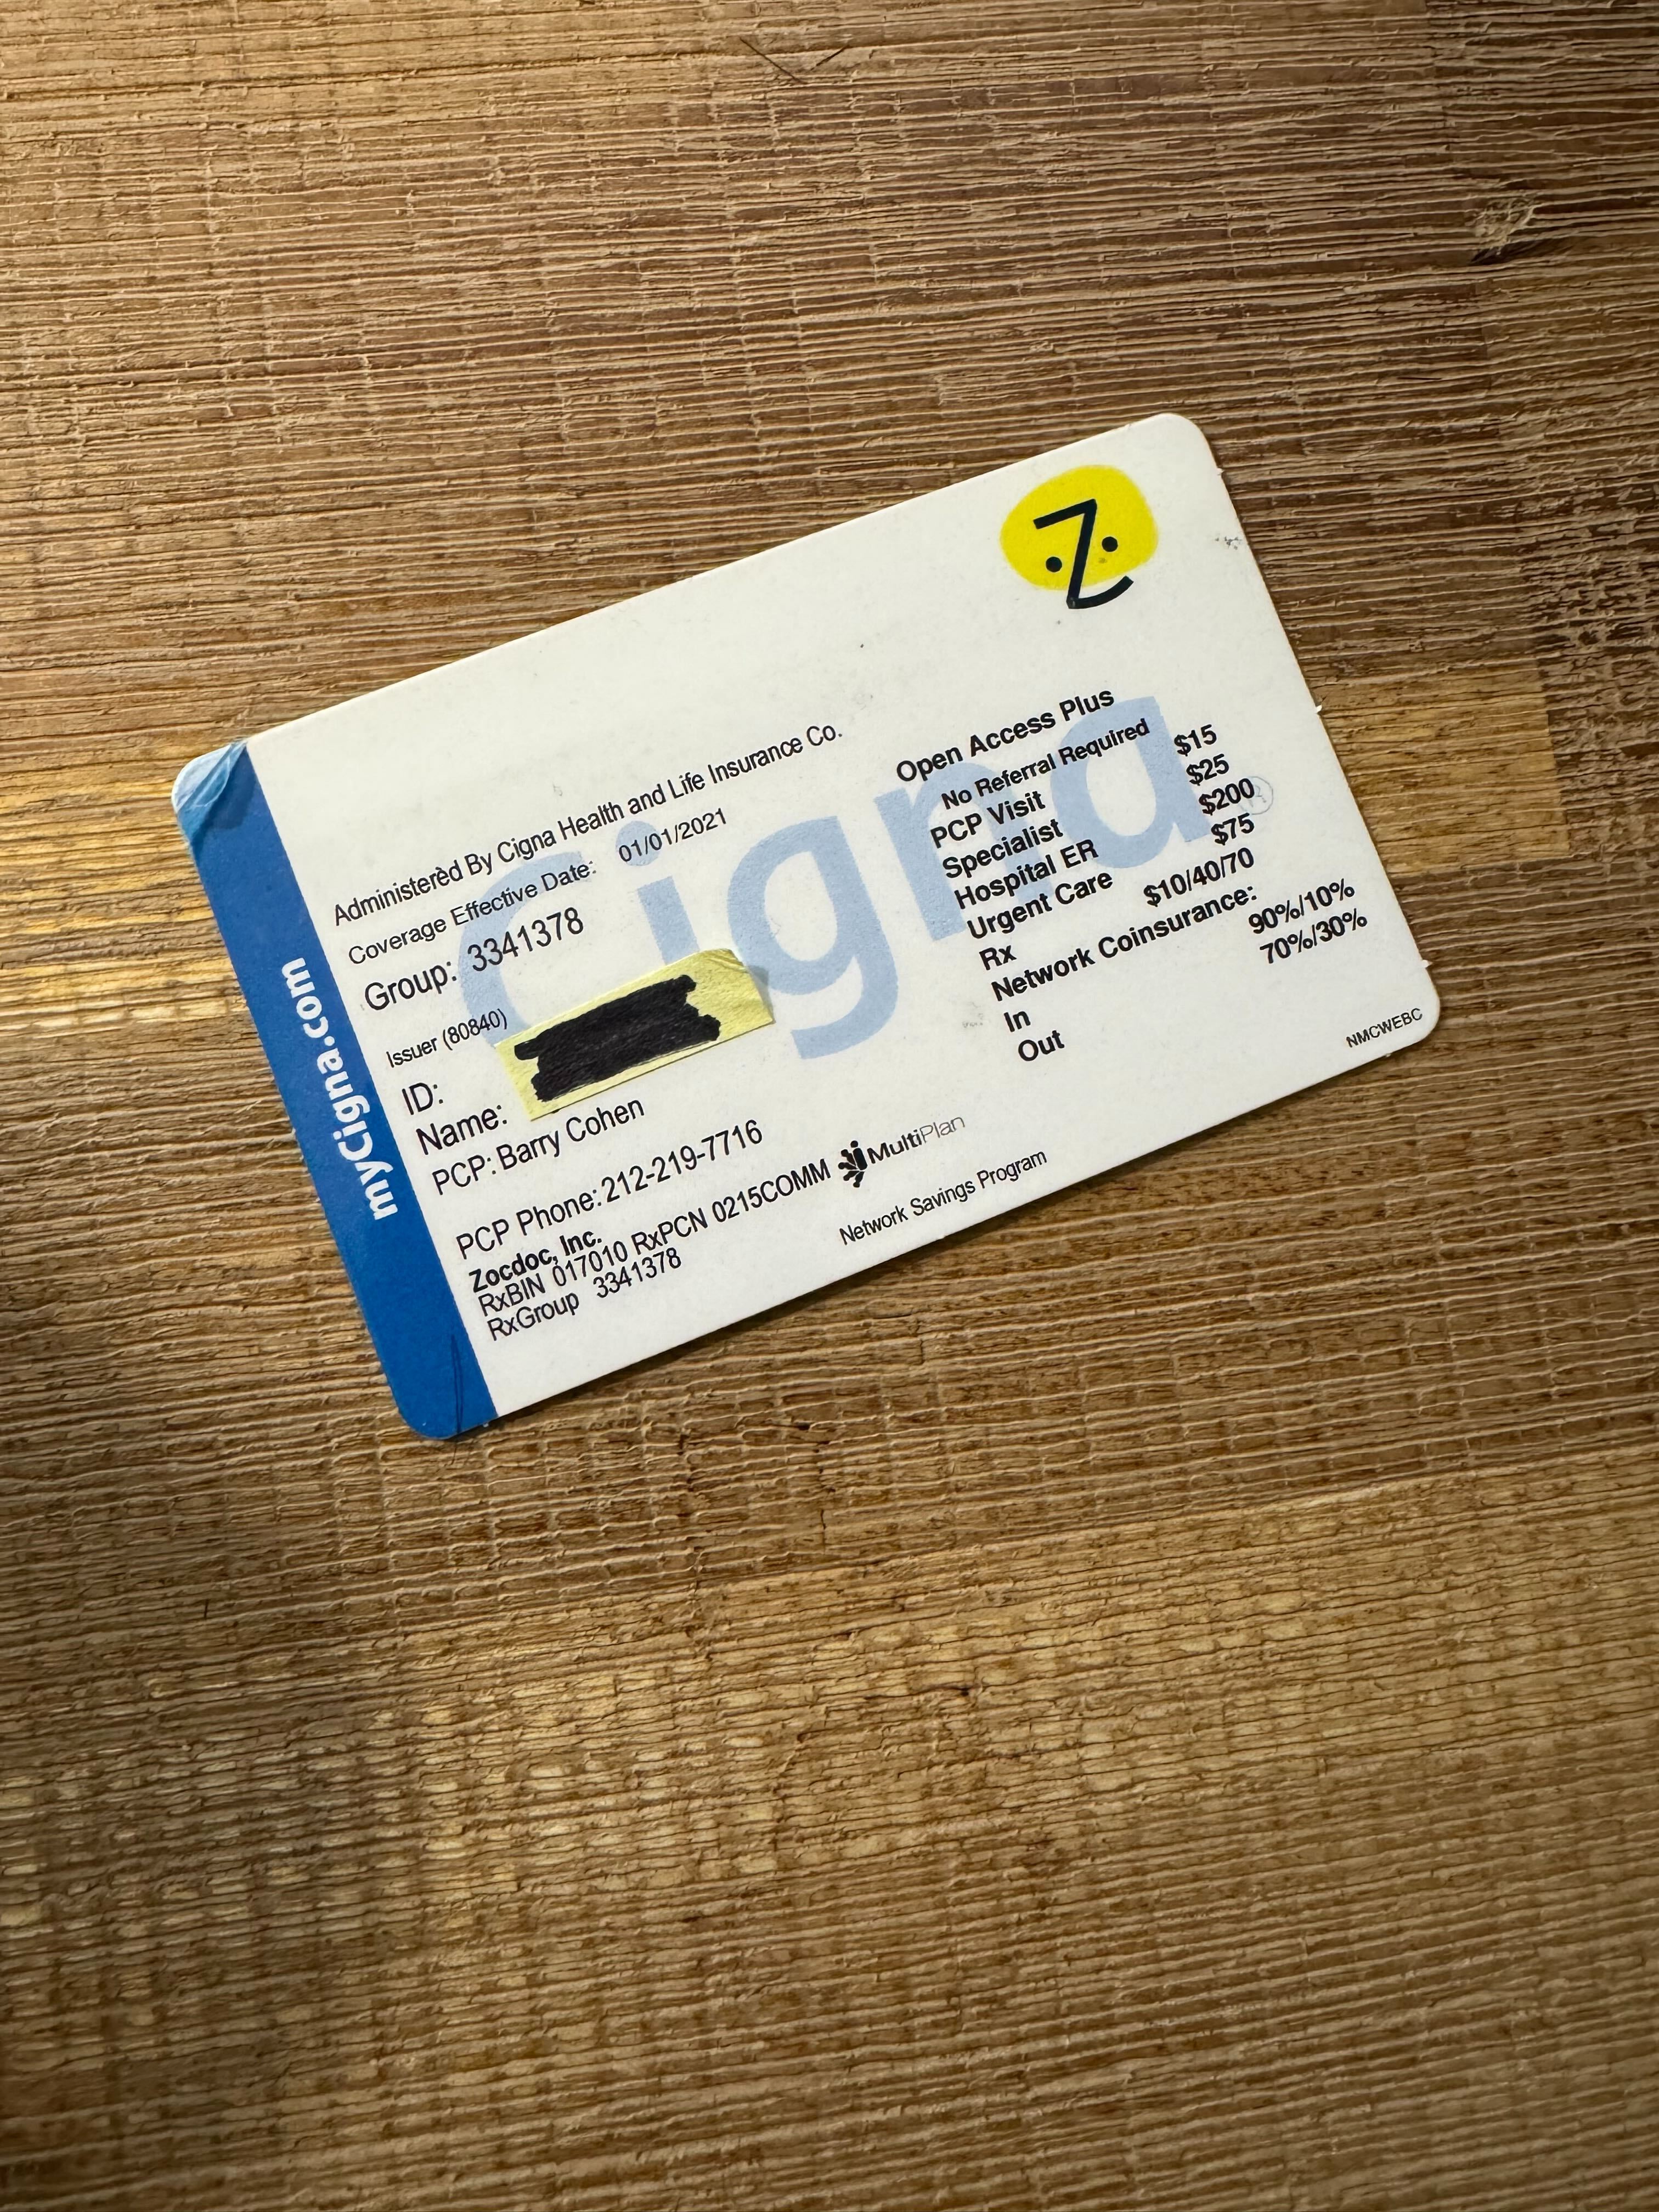 myCigna.com
Z
Cigna®
Administered By Cigna Health and Life Insurance Co.
Coverage Effective Date: 01/01/2021
Group: 3341378
Issuer (80840)
ID:
Name:
PCP: Barry Cohen
PCP Phone: 212-219-7716
Zocdoc, Inc.
RxBIN 017010 RxPCN 0215COMM
RxGroup 3341378
MultiPlan
Network Savings Program
Open Access Plus
No Referral Required
PCP Visit $15
Specialist $25
Hospital ER $200
Urgent Care $75
Rx $10/40/70
Network Coinsurance:
In 90%/10%
Out 70%/30%
NMCWEBC